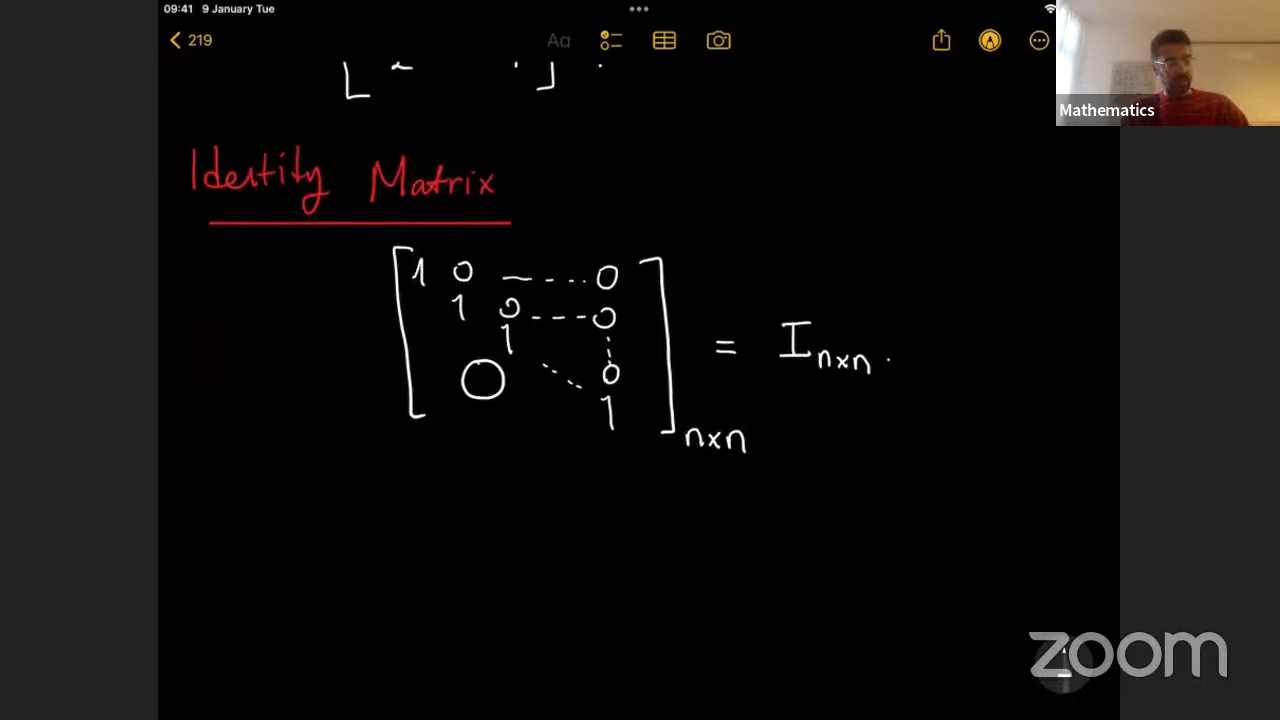 09:41 9 January Tue
219
Aa
Mathematics
Identity Matrix
1 0 — - - - 0
1 0 - - - 0
1
0 0
1
n×n
= I n×n .
zoom